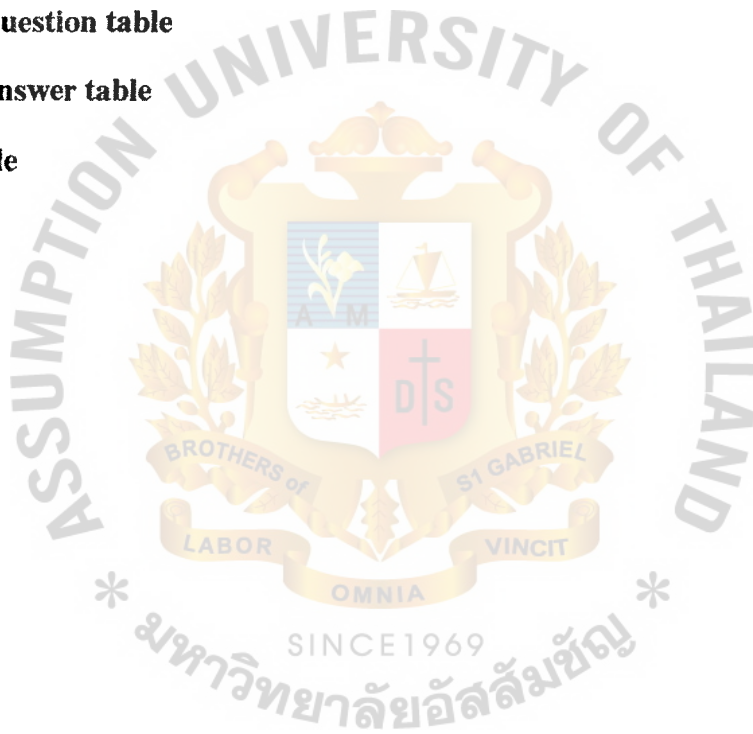 uestion table
nswer table
le
ASSUMPTION UNIVERSITY OF THAILAND
A M
D S
BROTHERS of
S1 GABRIEL
LABOR
VINCIT
OMNIA
* SINCE1969 *
มหาวิทยาลัยอัสสัมชัญ